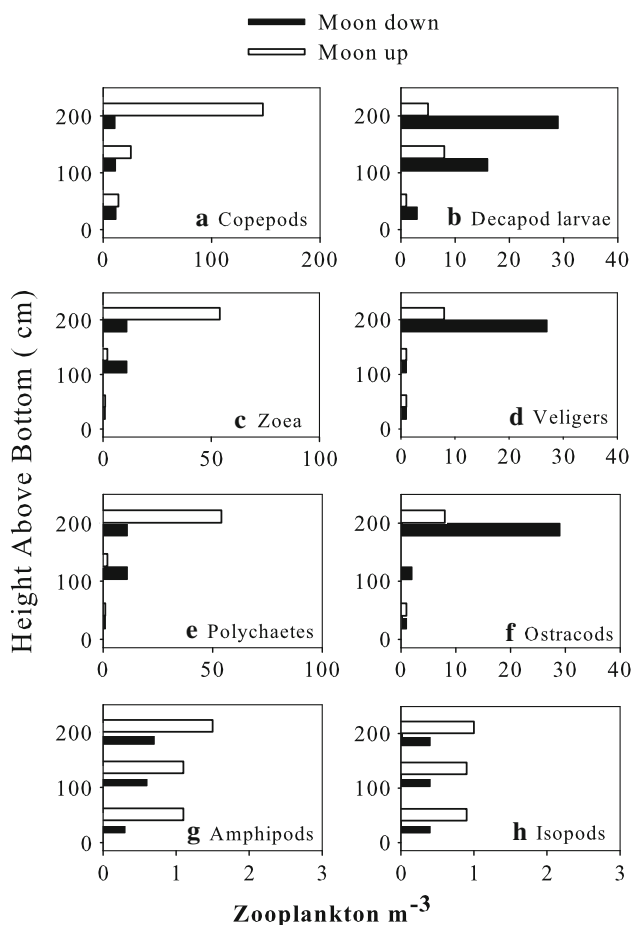 Moon down
Moon up
Height Above Bottom ( cm)
200
100
0
a Copepods
0 100 200
200
100
0
b Decapod larvae
0 10 20 30 40
200
100
0
c Zoea
0 50 100
200
100
0
d Veligers
0 10 20 30 40
200
100
0
e Polychaetes
0 50 100
200
100
0
f Ostracods
0 10 20 30 40
200
100
0
g Amphipods
0 1 2 3
200
100
0
h Isopods
0 1 2 3
Zooplankton m⁻³